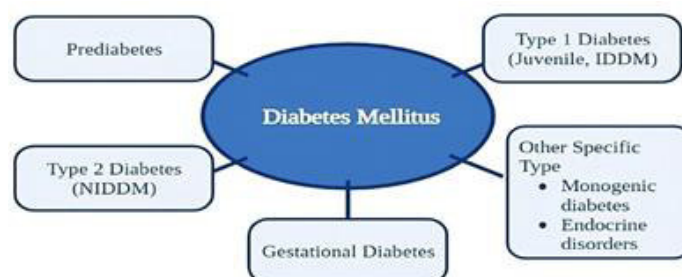 Prediabetes
Type 1 Diabetes
(Juvenile, IDDM)
Diabetes Mellitus
Type 2 Diabetes
(NIDDM)
Other Specific
Type
• Monogenic
diabetes
• Endocrine
disorders
Gestational Diabetes